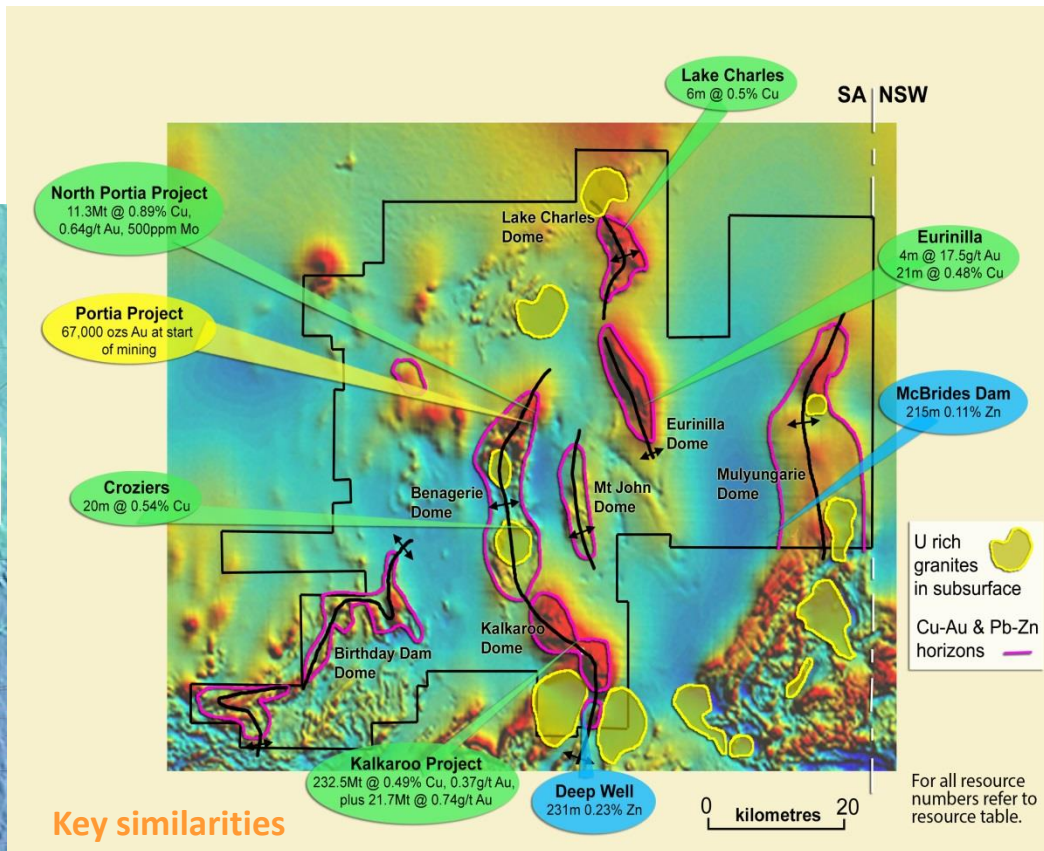 Lake Charles
6m @ 0.5% Cu
SA NSW
North Portia Project
11.3Mt @ 0.89% Cu,
0.64g/t Au, 500ppm Mo
Lake Charles
Dome
Eurinilla
4m @ 17.5g/t Au
21m @ 0.48% Cu
Portia Project
67,000 ozs Au at start
of mining
McBrides Dam
215m 0.11% Zn
Eurinilla
Dome
Croziers
20m @ 0.54% Cu
Benagerie
Dome
Mt John
Dome
Mulyungarie
Dome
U rich
granites
in subsurface
Cu-Au & Pb-Zn
horizons
Kalkaroo
Dome
Birthday Dam
Dome
Kalkaroo Project
232.5Mt @ 0.49% Cu, 0.37g/t Au,
plus 21.7Mt @ 0.74g/t Au
Deep Well
231m 0.23% Zn
0 20
kilometres
For all resource
numbers refer to
resource table.
Key similarities